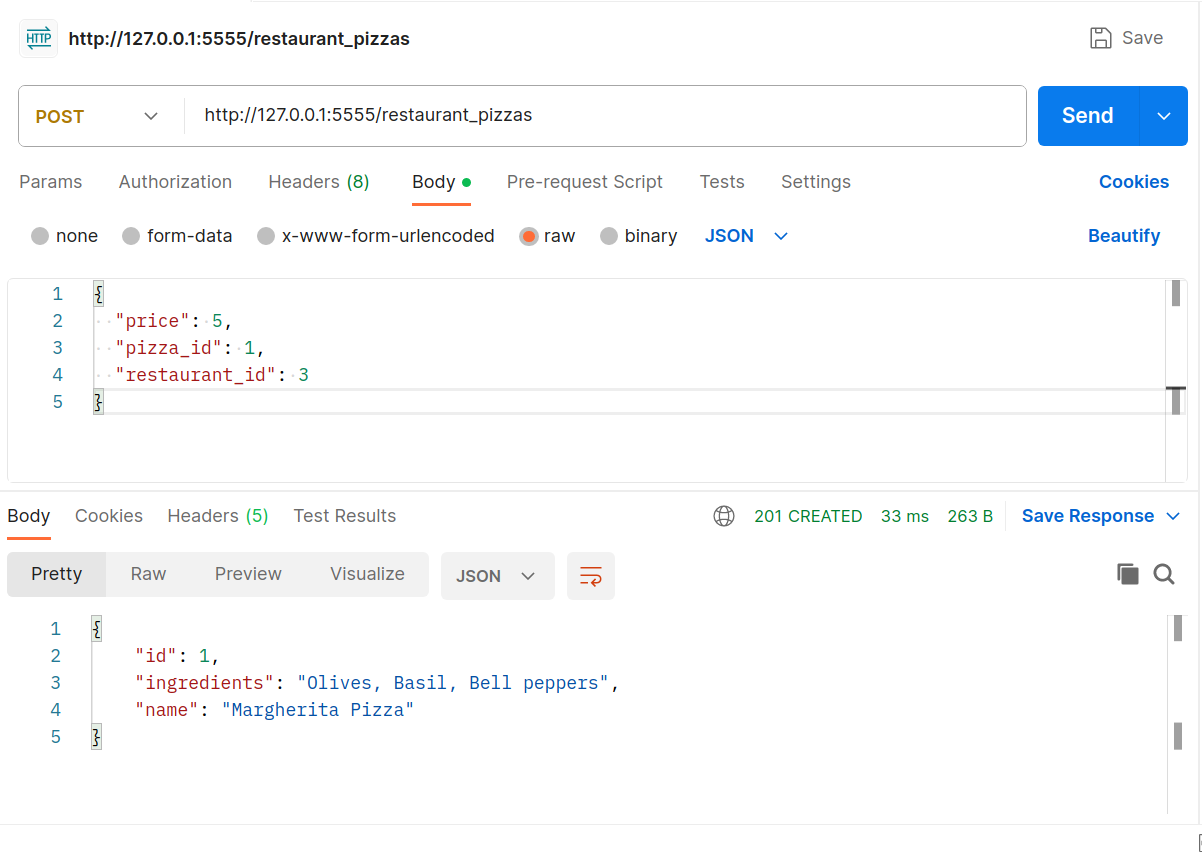 HTTP http://127.0.0.1:5555/restaurant_pizzas Save
POST http://127.0.0.1:5555/restaurant_pizzas Send
Params Authorization Headers (8) Body Pre-request Script Tests Settings Cookies
none form-data x-www-form-urlencoded raw binary JSON Beautify
1 {
2 "price": 5,
3 "pizza_id": 1,
4 "restaurant_id": 3
5 }
Body Cookies Headers (5) Test Results 201 CREATED 33 ms 263 B Save Response
Pretty Raw Preview Visualize JSON
1 {
2 "id": 1,
3 "ingredients": "Olives, Basil, Bell peppers",
4 "name": "Margherita Pizza"
5 }